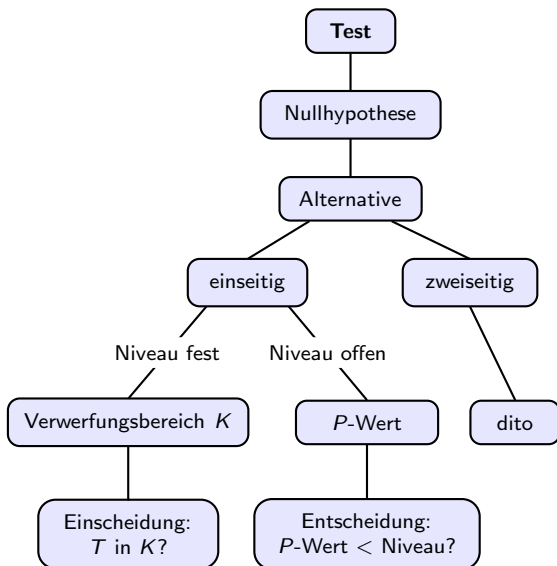 Test
Nullhypothese
Alternative
einseitig
zweiseitig
Niveau fest
Niveau offen
Verwerfungsbereich K
P-Wert
dito
Einscheidung:
T in K?
Entscheidung:
P-Wert < Niveau?